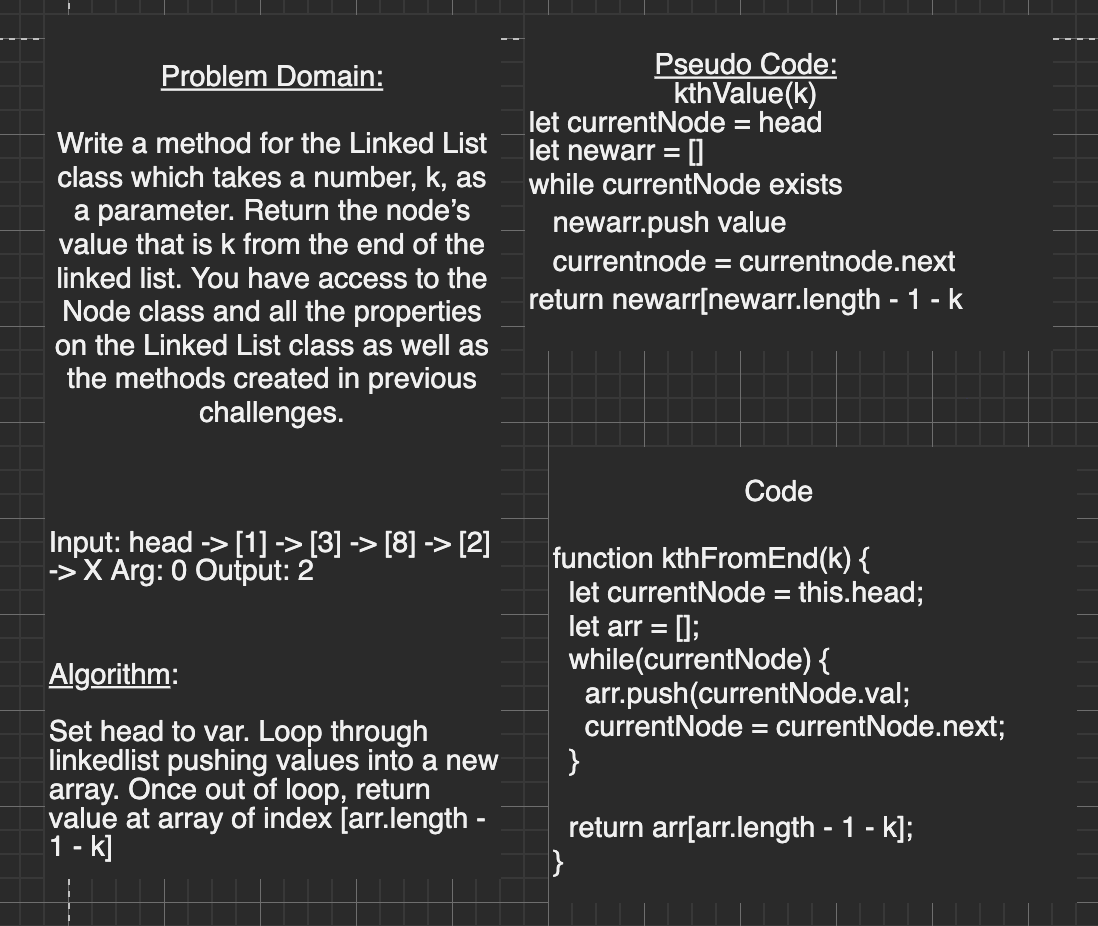 Problem Domain:
Write a method for the Linked List
class which takes a number, k, as
a parameter. Return the node’s
value that is k from the end of the
linked list. You have access to the
Node class and all the properties
on the Linked List class as well as
the methods created in previous
challenges.
Input: head -> [1] -> [3] -> [8] -> [2]
-> X Arg: 0 Output: 2
Algorithm:
Set head to var. Loop through
linkedlist pushing values into a new
array. Once out of loop, return
value at array of index [arr.length -
1 - k]
Pseudo Code:
kthValue(k)
let currentNode = head
let newarr = []
while currentNode exists
newarr.push value
currentnode = currentnode.next
return newarr[newarr.length - 1 - k
Code
function kthFromEnd(k) {
let currentNode = this.head;
let arr = [];
while(currentNode) {
arr.push(currentNode.val;
currentNode = currentNode.next;
}
return arr[arr.length - 1 - k];
}